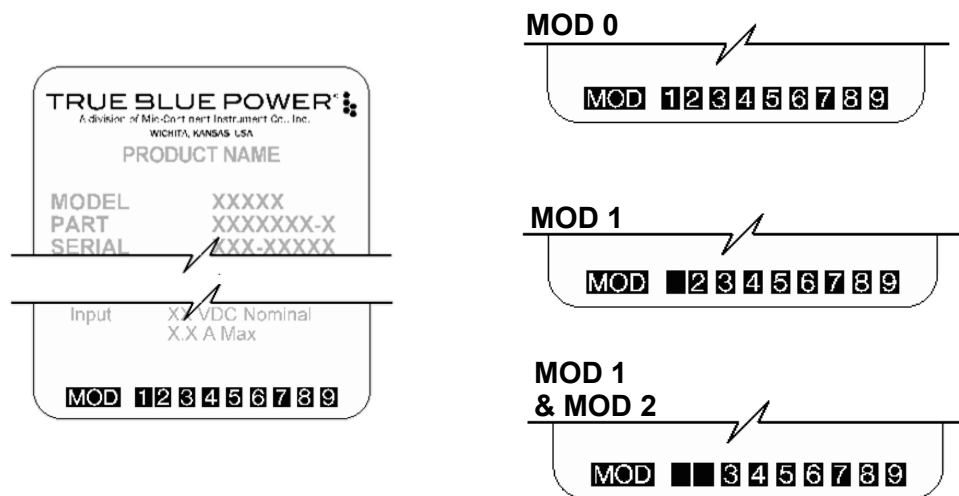 TRUE BLUE POWER
A division of Mid-Continent Instrument Co., Inc.
WICHITA, KANSAS USA
PRODUCT NAME
MODEL XXXXX
PART XXXXXXX-X
SERIAL XXX-XXXXX
Input XX VDC Nominal
X.X A Max
MOD 1 2 3 4 5 6 7 8 9
MOD 0
MOD 1 2 3 4 5 6 7 8 9
MOD 1
MOD 2 3 4 5 6 7 8 9
MOD 1
& MOD 2
MOD 3 4 5 6 7 8 9